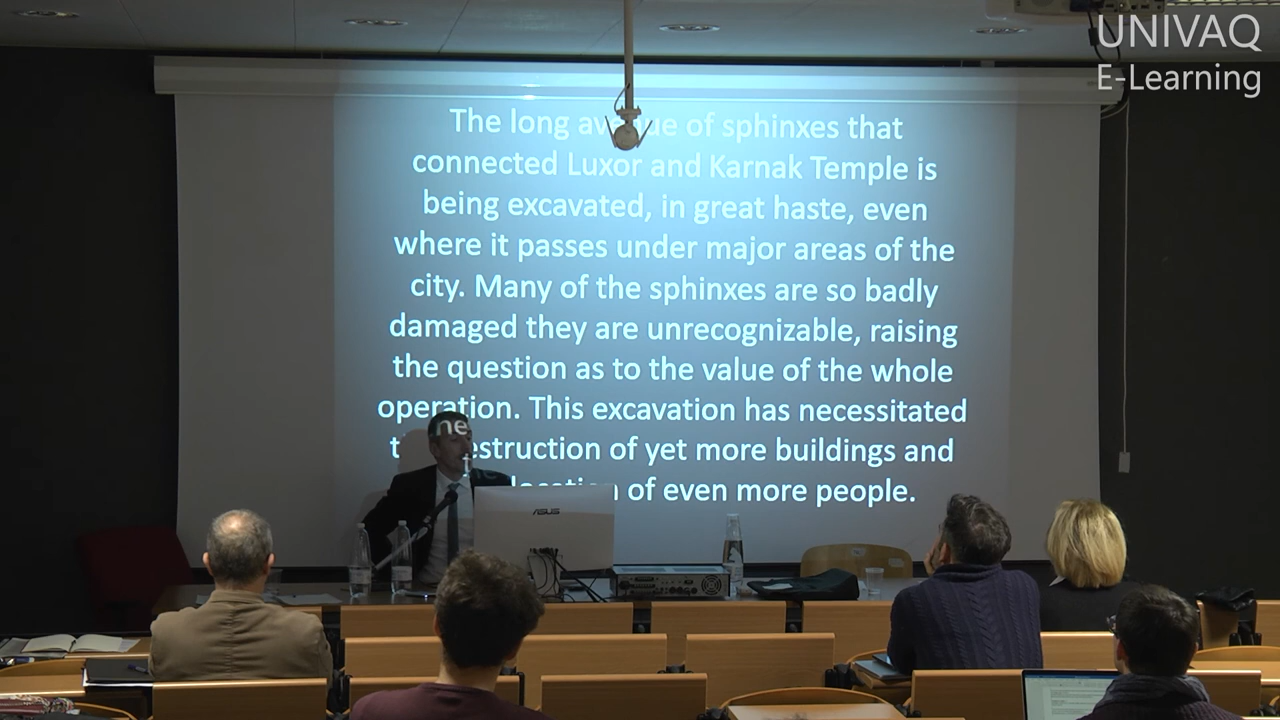 UNIVAQ
E-Learning
The long avenue of sphinxes that
connected Luxor and Karnak Temple is
being excavated, in great haste, even
where it passes under major areas of the
city. Many of the sphinxes are so badly
damaged they are unrecognizable, raising
the question as to the value of the whole
operation. This excavation has necessitated
destruction of yet more buildings and
of even more people.
ASUS